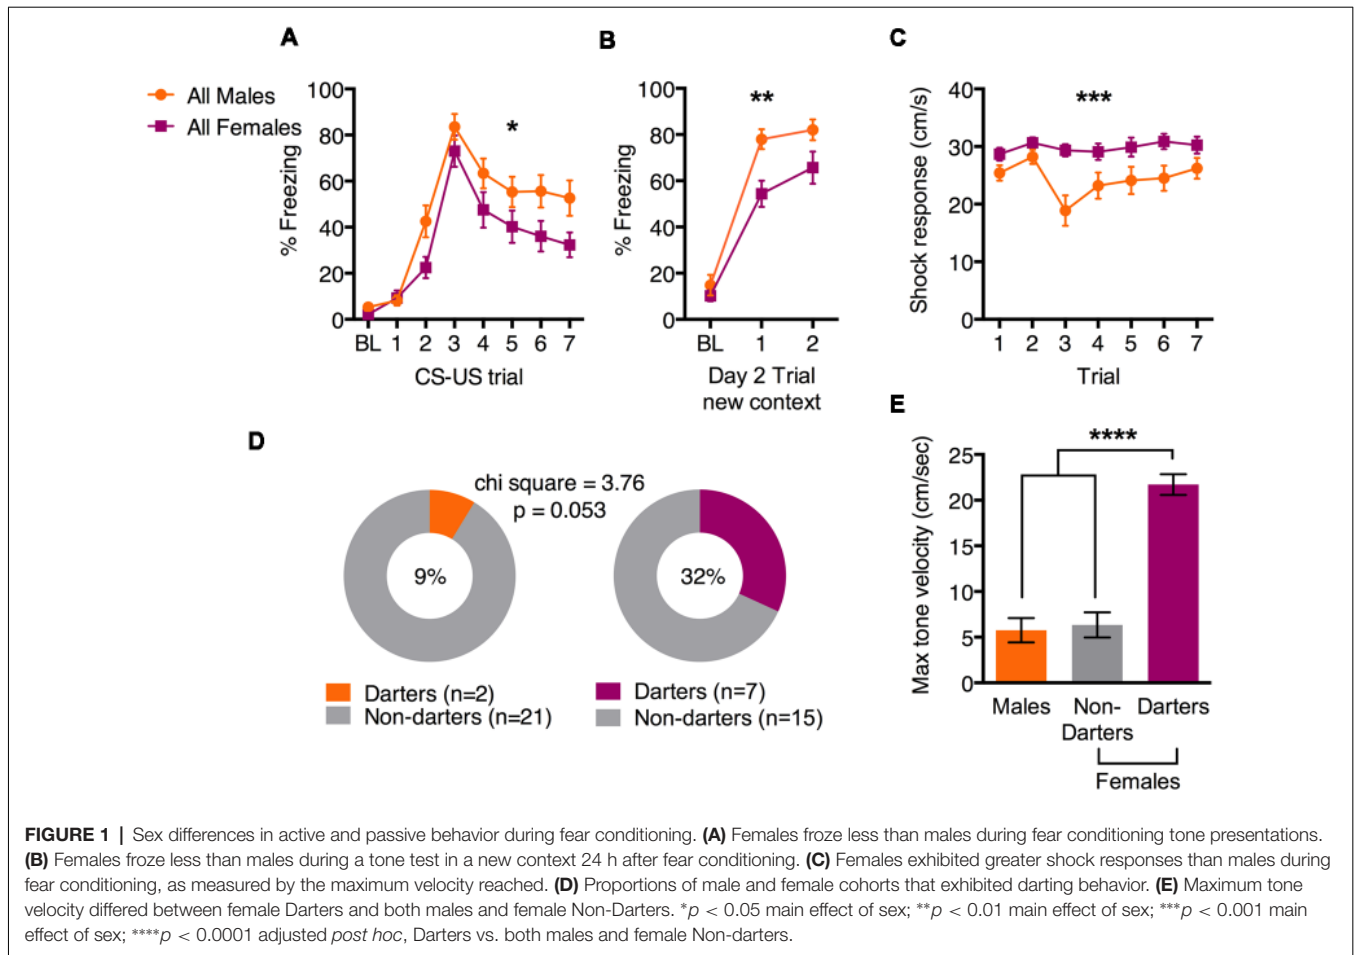 A
All Males
All Females
% Freezing
100
80
60
40
20
0
*
BL 1 2 3 4 5 6 7
CS-US trial
B
% Freezing
100
80
60
40
20
0
**
BL 1 2
Day 2 Trial
new context
C
Shock response (cm/s)
40
30
20
10
0
***
1 2 3 4 5 6 7
Trial
D
chi square = 3.76
p = 0.053
9%
32%
Darters (n=2)
Non-darters (n=21)
Darters (n=7)
Non-darters (n=15)
E
Max tone velocity (cm/sec)
25
20
15
10
5
0
****
Males
Non-
Darters
Darters
Females
FIGURE 1 | Sex differences in active and passive behavior during fear conditioning. (A) Females froze less than males during fear conditioning tone presentations.
(B) Females froze less than males during a tone test in a new context 24 h after fear conditioning. (C) Females exhibited greater shock responses than males during
fear conditioning, as measured by the maximum velocity reached. (D) Proportions of male and female cohorts that exhibited darting behavior. (E) Maximum tone
velocity differed between female Darters and both males and female Non-Darters. *p < 0.05 main effect of sex; **p < 0.01 main effect of sex; ***p < 0.001 main
effect of sex; ****p < 0.0001 adjusted post hoc, Darters vs. both males and female Non-darters.